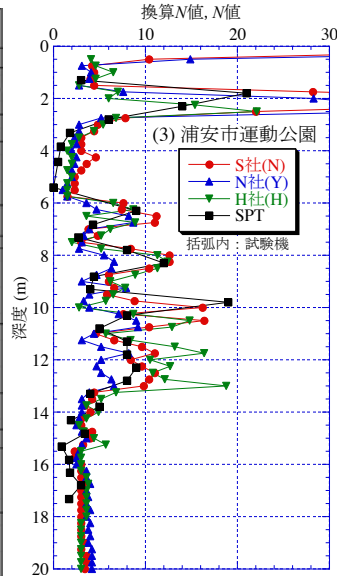 換算N値, N値
0 10 20 30
0
2
4
6
8
10
12
14
16
18
20
深度 (m)
(3) 浦安市運動公園
S社(N)
N社(Y)
H社(H)
SPT
括弧内：試験機